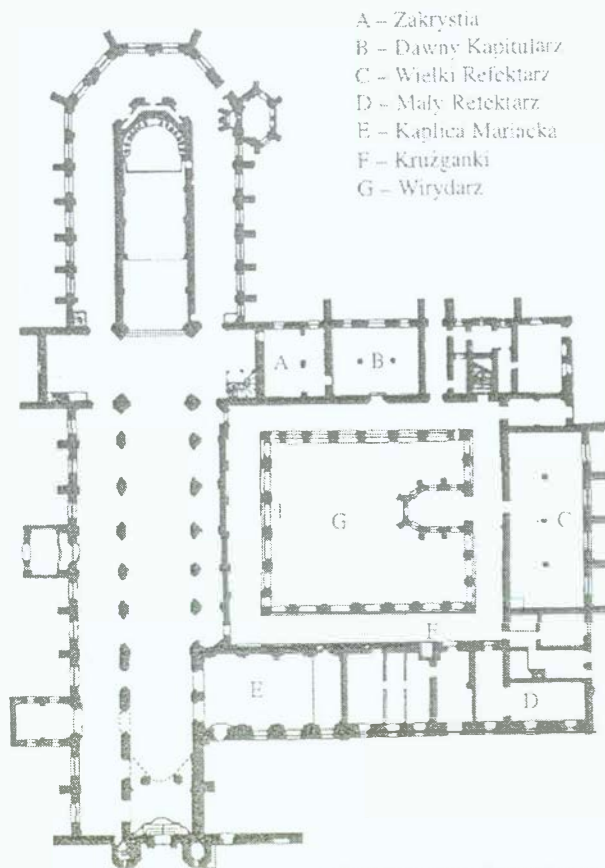 A – Zakrystia
B – Dawny Kapitularz
C – Wielki Refektarz
D – Mały Refektarz
E – Kaplica Mariacka
F – Krużganki
G – Wirydarz
A
B
G
C
F
E
D